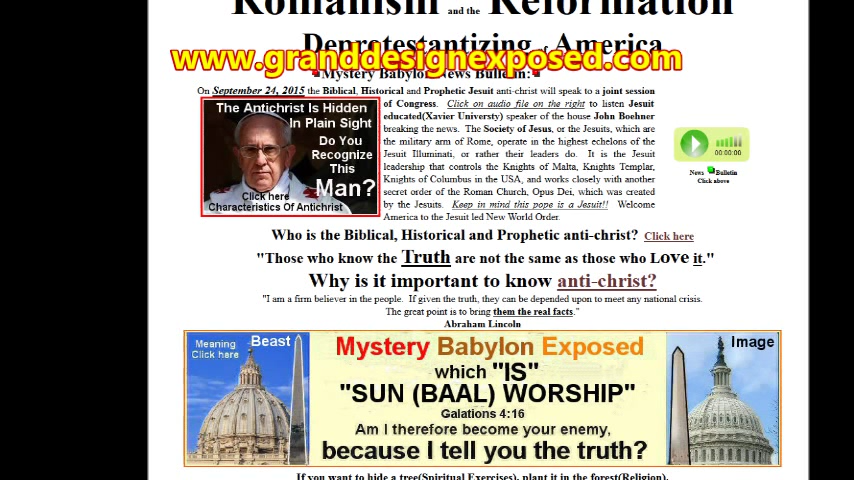 Romanism and the Reformation
Deprotestantizing of America
www.granddesignexposed.com
Mystery Babylon News Bulletin:
On September 24, 2015 the Biblical, Historical and Prophetic Jesuit anti-christ will speak to a joint session
of Congress. Click on audio file on the right to listen Jesuit
educated(Xavier Universty) speaker of the house John Boehner
breaking the news. The Society of Jesus, or the Jesuits, which are
the military arm of Rome, operate in the highest echelons of the
Jesuit Illuminati, or rather their leaders do. It is the Jesuit
leadership that controls the Knights of Malta, Knights Templar,
Knights of Columbus in the USA, and works closely with another
secret order of the Roman Church, Opus Dei, which was created
by the Jesuits. Keep in mind this pope is a Jesuit!! Welcome
America to the Jesuit led New World Order.
The Antichrist Is Hidden
In Plain Sight
Do You
Recognize
This
Man?
Click here
Characteristics Of Antichrist
00:00:00
News Bulletin
Click above
Who is the Biblical, Historical and Prophetic anti-christ? Click here
"Those who know the Truth are not the same as those who Love it."
Why is it important to know anti-christ?
"I am a firm believer in the people. If given the truth, they can be depended upon to meet any national crisis.
The great point is to bring them the real facts."
Abraham Lincoln
Meaning
Click here
Beast
Mystery Babylon Exposed
which "IS"
"SUN (BAAL) WORSHIP"
Galations 4:16
Am I therefore become your enemy,
because I tell you the truth?
Image
If you want to hide a tree(Spiritual Exercises), plant it in the forest(Religion).